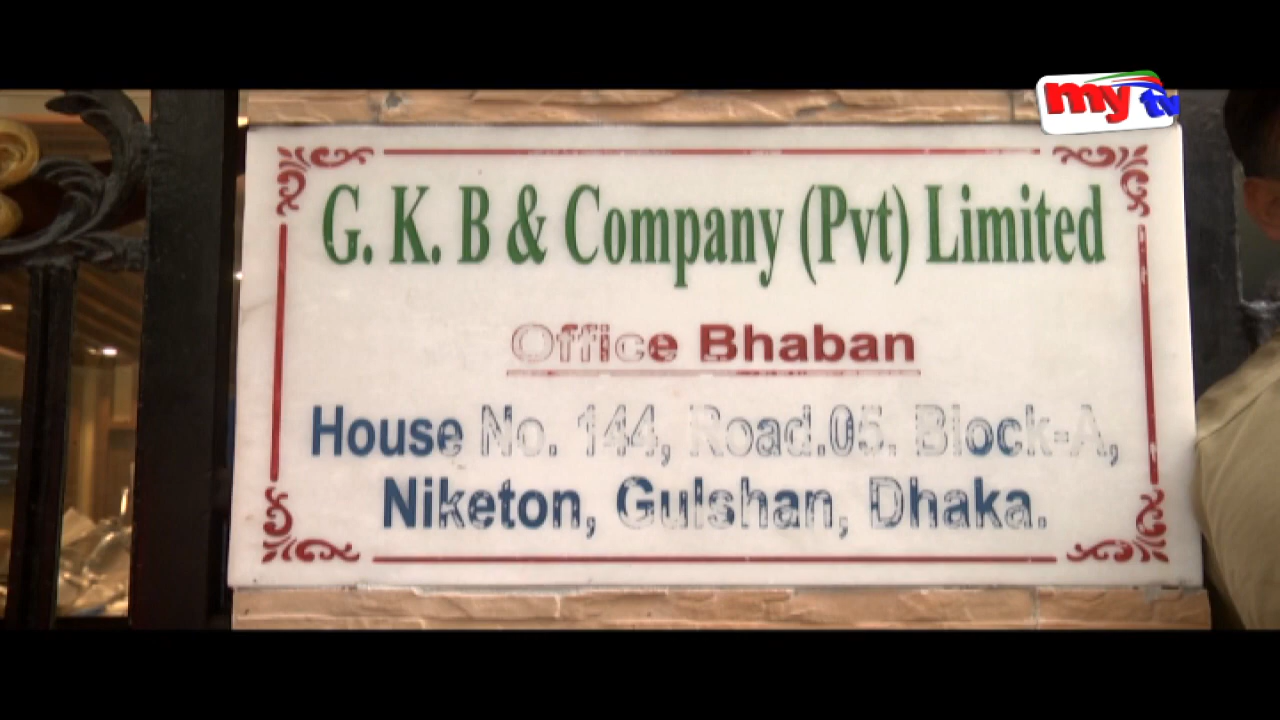 my tv
G. K. B & Company (Pvt) Limited
Office Bhaban
House No. 144, Road.05. Block-A,
Niketon, Gulshan, Dhaka.